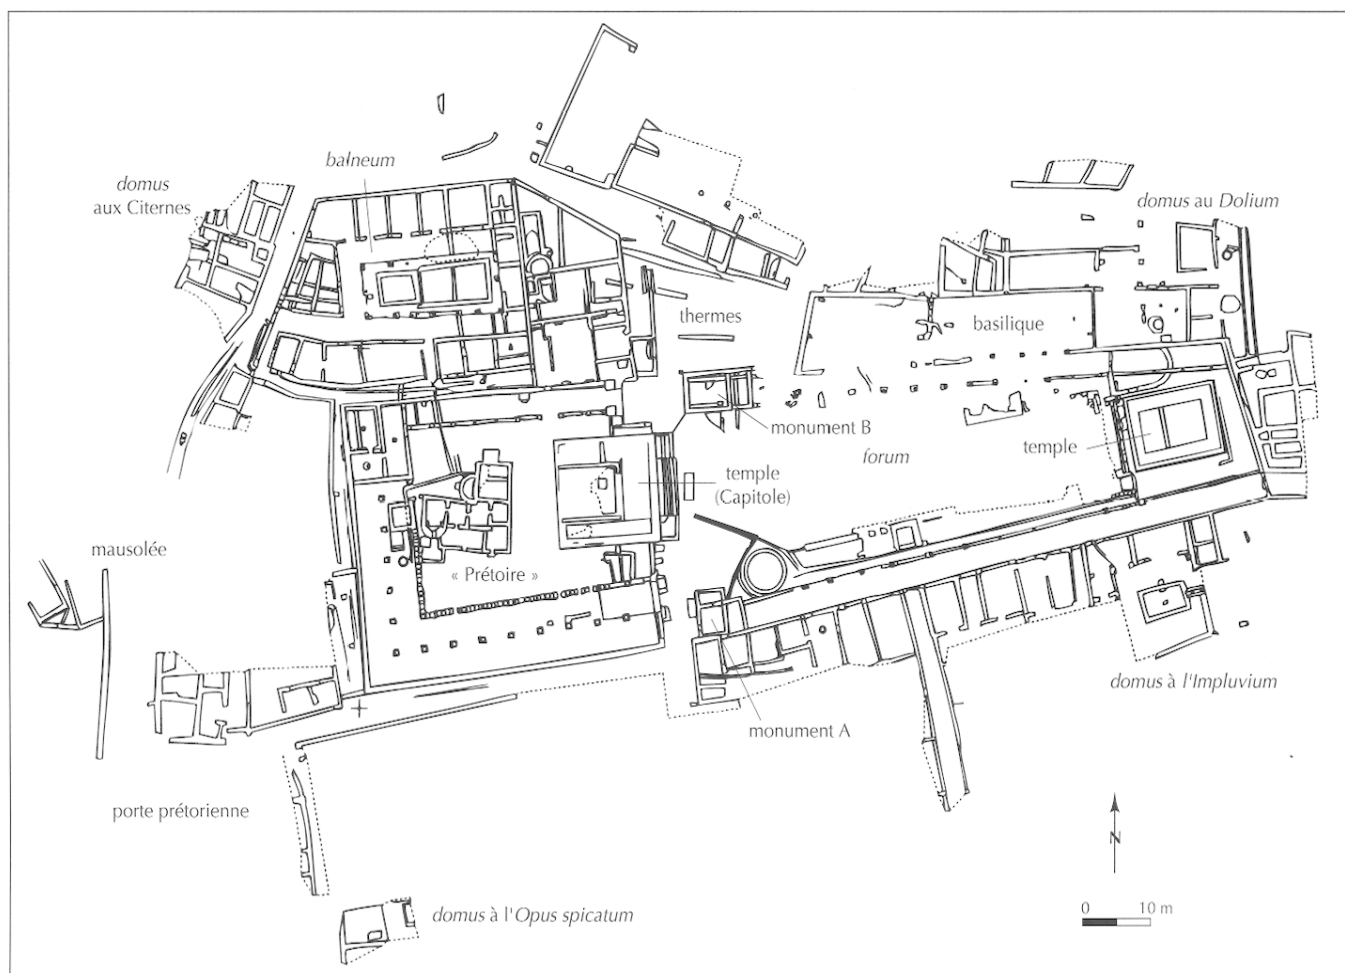 balneum
domus
aux Citernes
domus au Dolium
thermes
basilique
monument B
forum
temple
temple
(Capitole)
mausolée
« Prétoire »
domus à l'Impluvium
monument A
porte prétorienne
N
0 10 m
domus à l'Opus spicatum